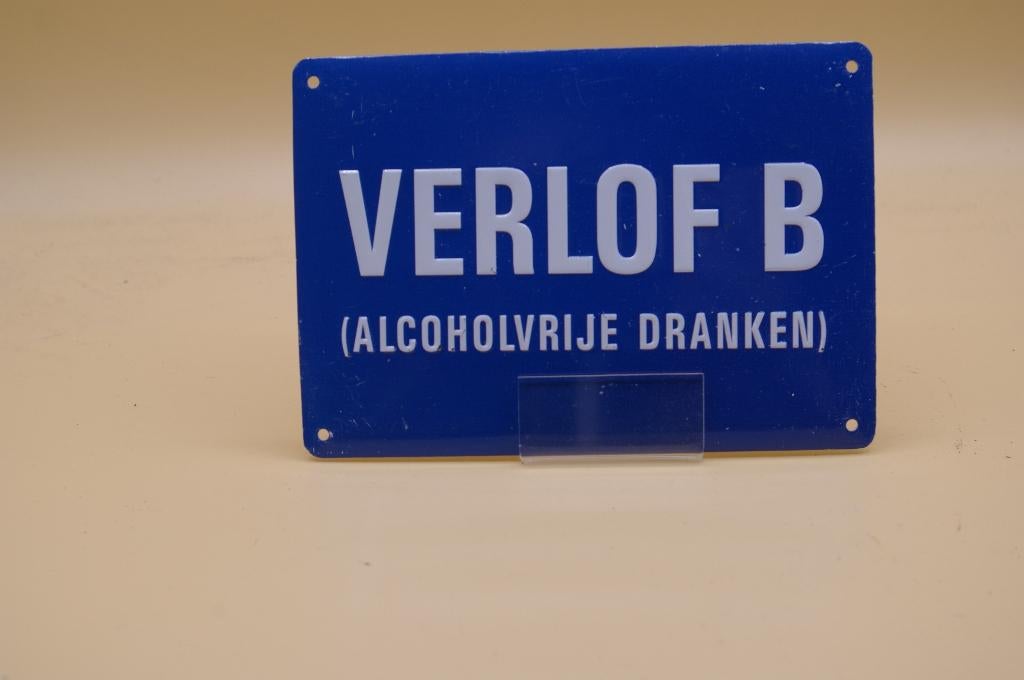 VERLOF B
(ALCOHOLVRIJE DRANKEN)